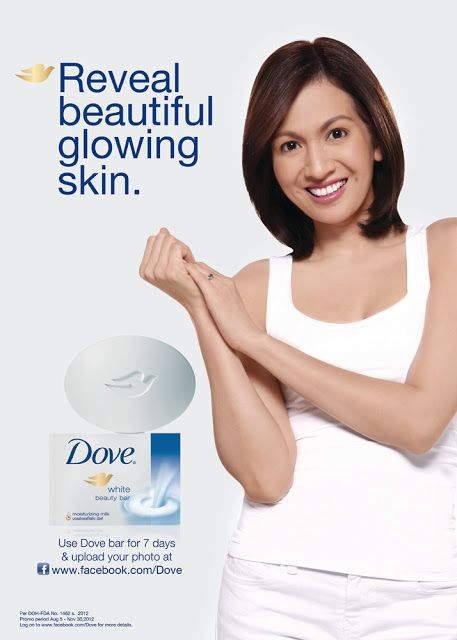 Reveal
beautiful
glowing
skin.
Dove
white
beauty bar
moisturizing milk
Use Dove bar for 7 days
& upload your photo at
f www.facebook.com/Dove
Per DOH-FDA No. 1462 s. 2012
Promo period Aug 5 - Nov 30,2012
Log on to www.facebook.com/Dove for more details.